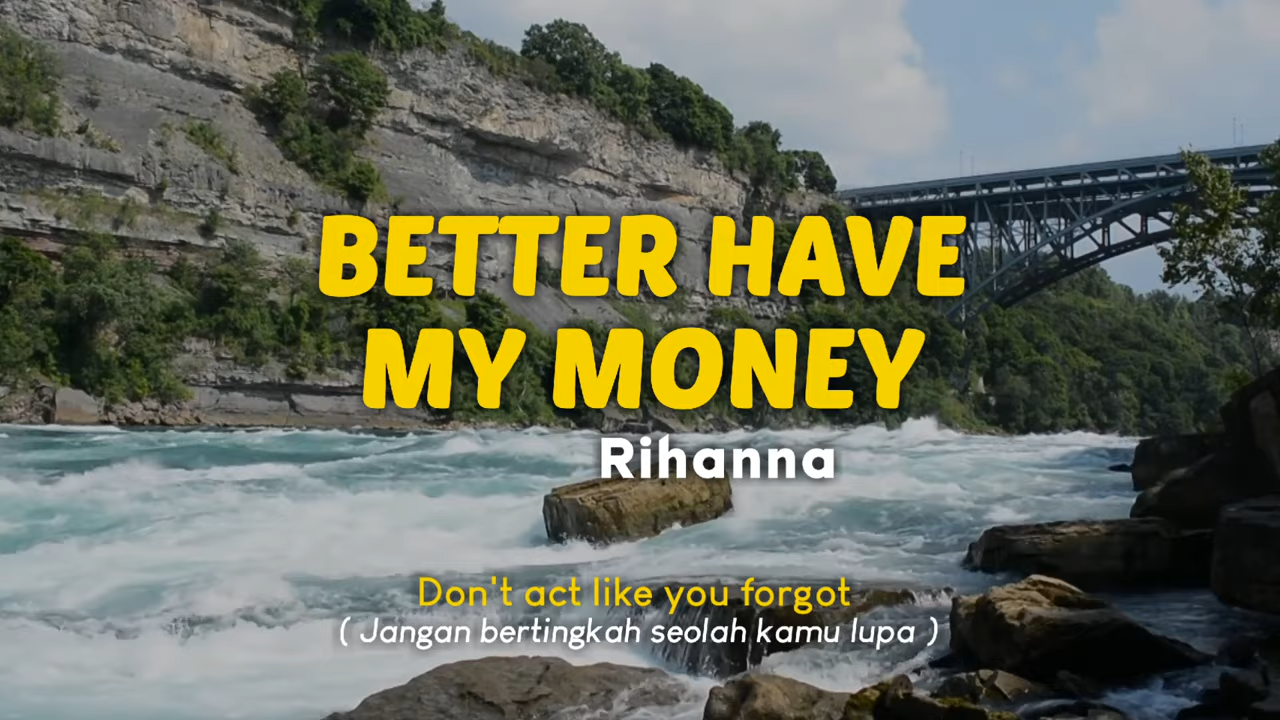 BETTER HAVE
MY MONEY
Rihanna
Don't act like you forgot
( Jangan bertingkah seolah kamu lupa )